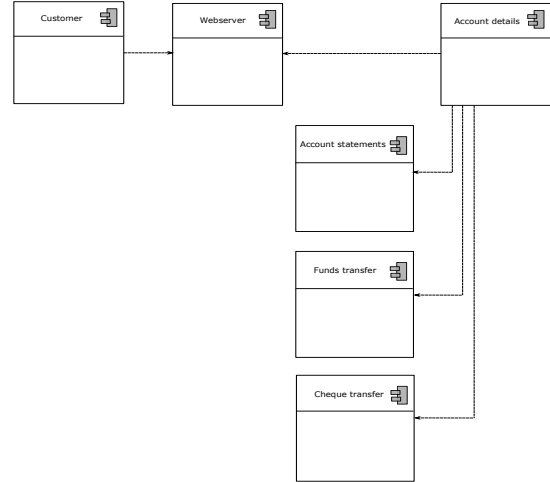 Customer
Webserver
Account details
Account statements
Funds transfer
Cheque transfer